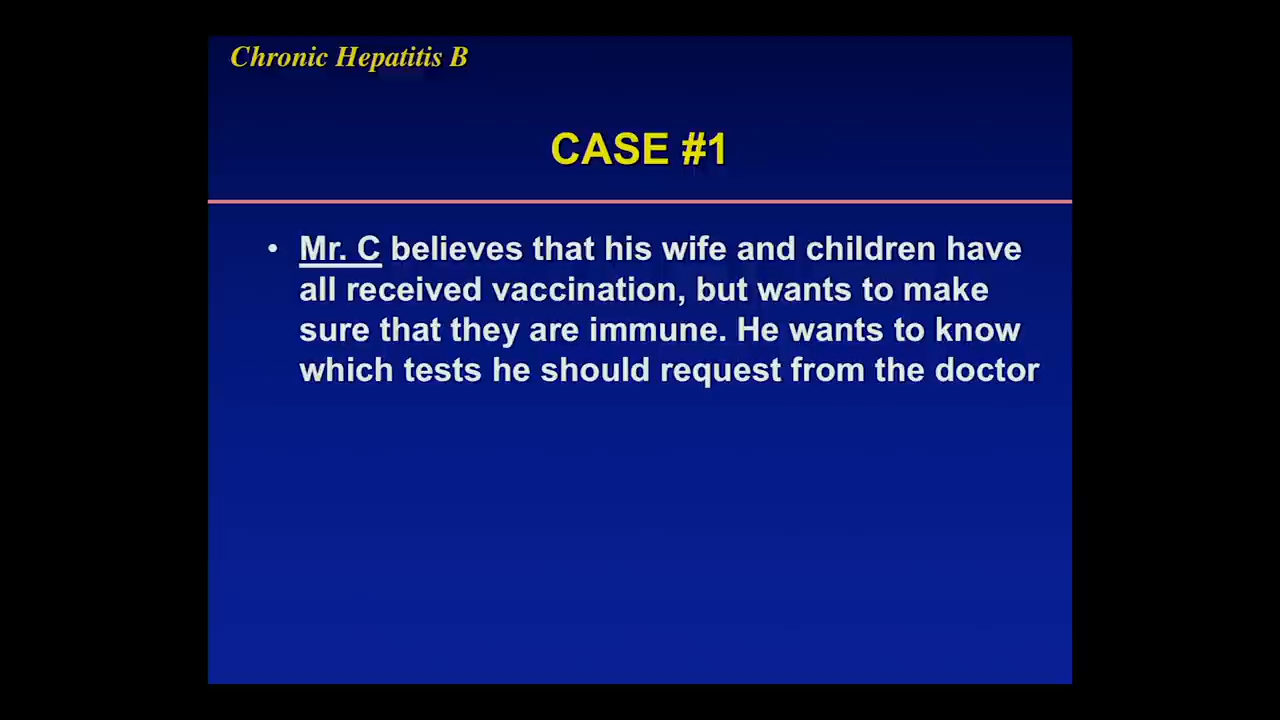 Chronic Hepatitis B
CASE #1
• Mr. C believes that his wife and children have
all received vaccination, but wants to make
sure that they are immune. He wants to know
which tests he should request from the doctor